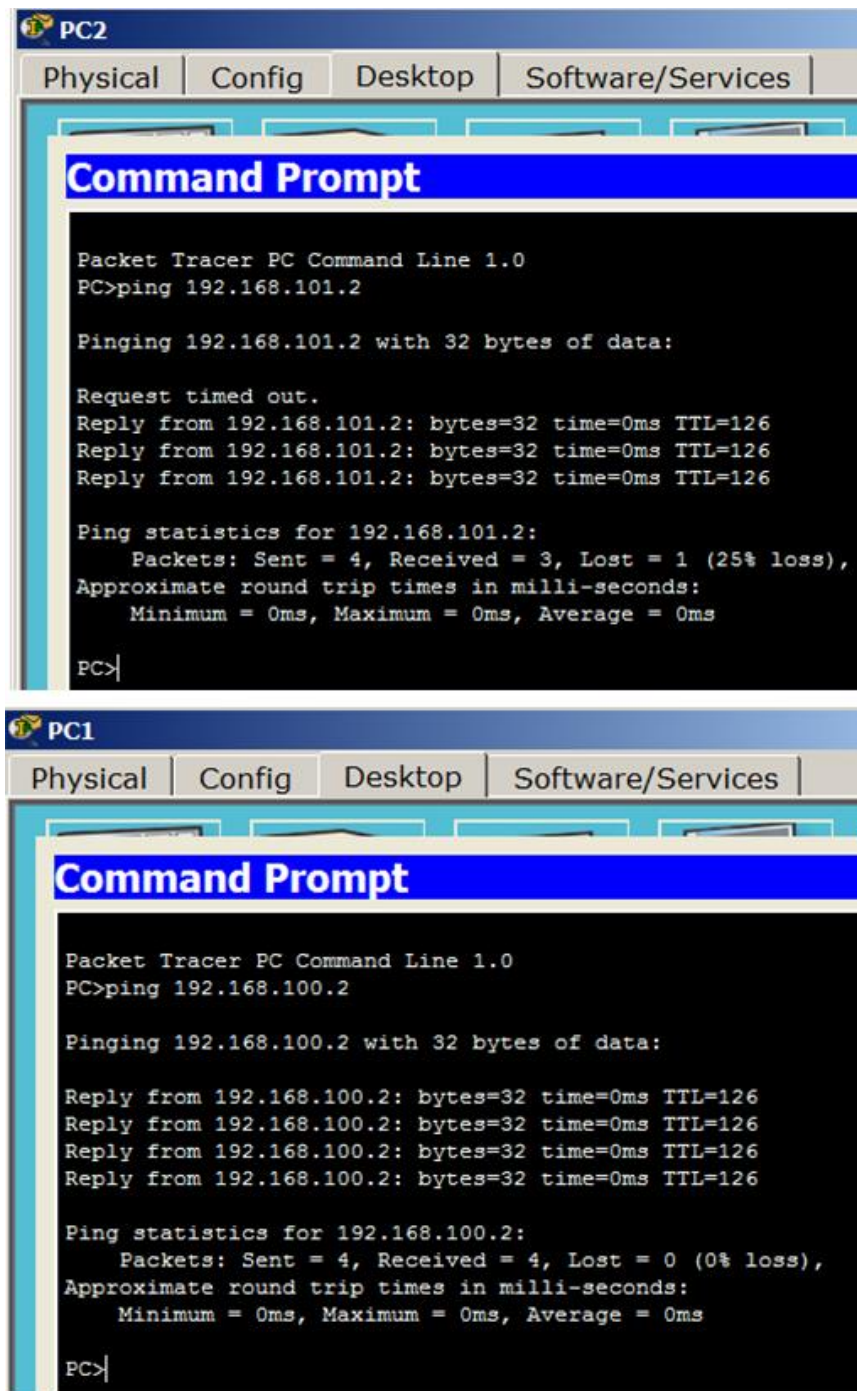 PC2
Physical Config Desktop Software/Services
Command Prompt
Packet Tracer PC Command Line 1.0
PC>ping 192.168.101.2
Pinging 192.168.101.2 with 32 bytes of data:
Request timed out.
Reply from 192.168.101.2: bytes=32 time=0ms TTL=126
Reply from 192.168.101.2: bytes=32 time=0ms TTL=126
Reply from 192.168.101.2: bytes=32 time=0ms TTL=126
Ping statistics for 192.168.101.2:
Packets: Sent = 4, Received = 3, Lost = 1 (25% loss),
Approximate round trip times in milli-seconds:
Minimum = 0ms, Maximum = 0ms, Average = 0ms
PC>
PC1
Physical Config Desktop Software/Services
Command Prompt
Packet Tracer PC Command Line 1.0
PC>ping 192.168.100.2
Pinging 192.168.100.2 with 32 bytes of data:
Reply from 192.168.100.2: bytes=32 time=0ms TTL=126
Reply from 192.168.100.2: bytes=32 time=0ms TTL=126
Reply from 192.168.100.2: bytes=32 time=0ms TTL=126
Reply from 192.168.100.2: bytes=32 time=0ms TTL=126
Ping statistics for 192.168.100.2:
Packets: Sent = 4, Received = 4, Lost = 0 (0% loss),
Approximate round trip times in milli-seconds:
Minimum = 0ms, Maximum = 0ms, Average = 0ms
PC>